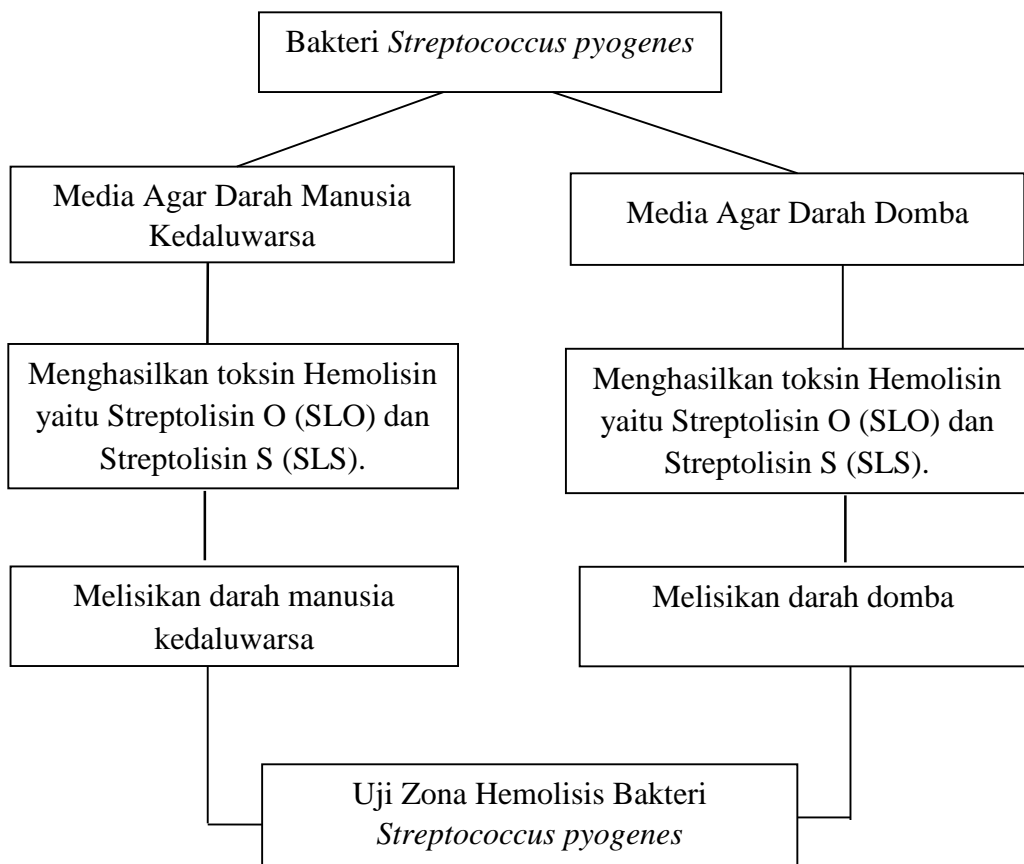 Bakteri Streptococcus pyogenes
Media Agar Darah Manusia
Kedaluwarsa
Media Agar Darah Domba
Menghasilkan toksin Hemolisin
yaitu Streptolisin O (SLO) dan
Streptolisin S (SLS).
Menghasilkan toksin Hemolisin
yaitu Streptolisin O (SLO) dan
Streptolisin S (SLS).
Melisikan darah manusia
kedaluwarsa
Melisikan darah domba
Uji Zona Hemolisis Bakteri
Streptococcus pyogenes